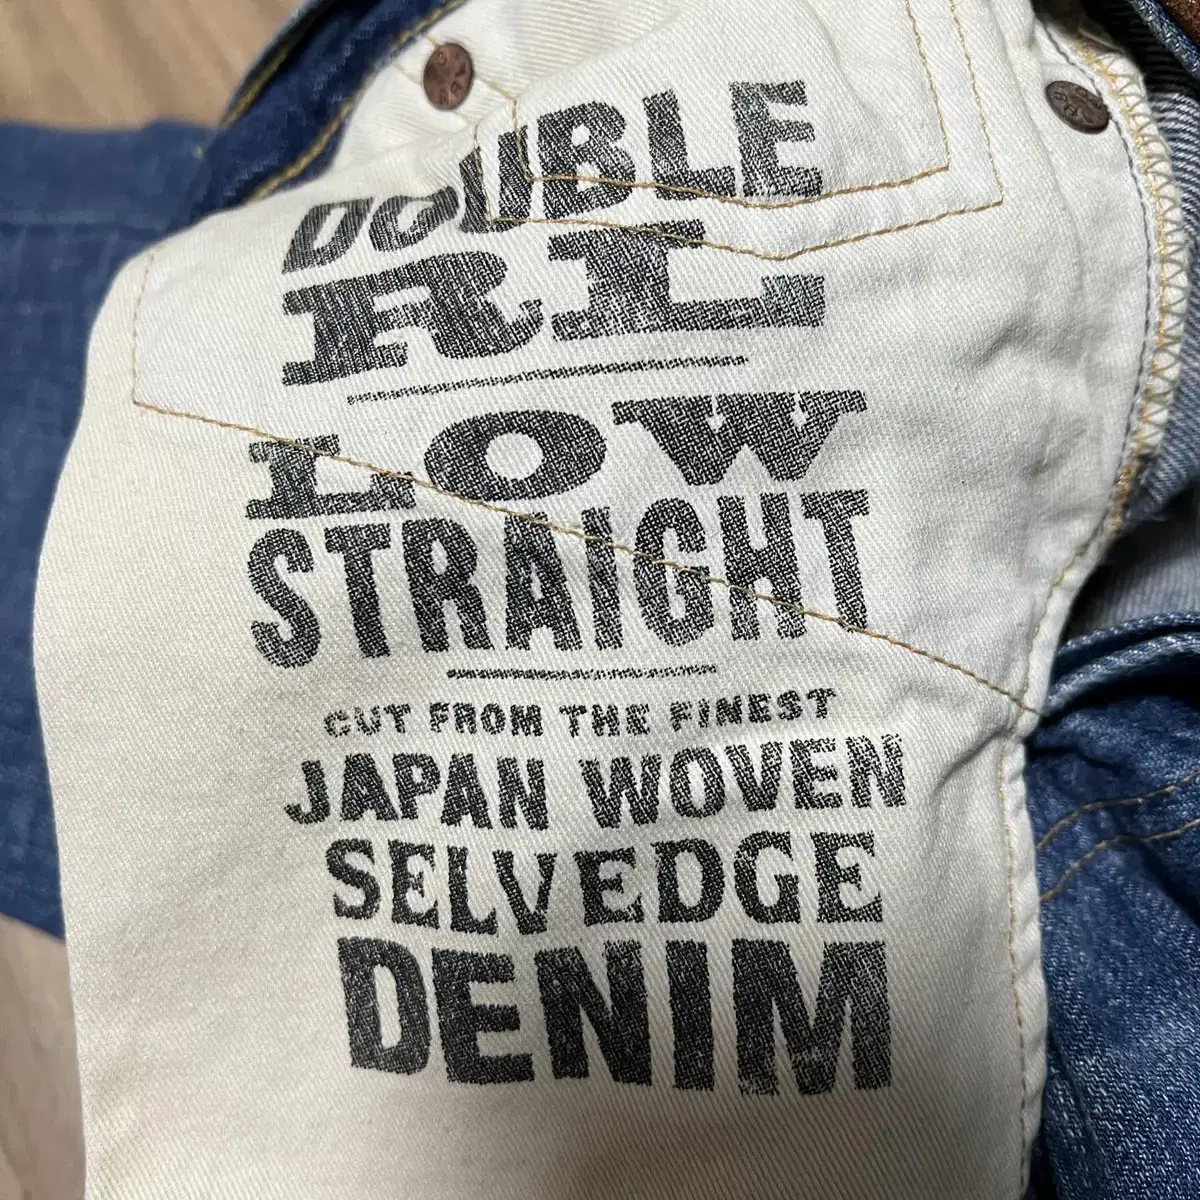 DOUBLE
RL
LOW
STRAIGHT
CUT FROM THE FINEST
JAPAN WOVEN
SELVEDGE
DENIM